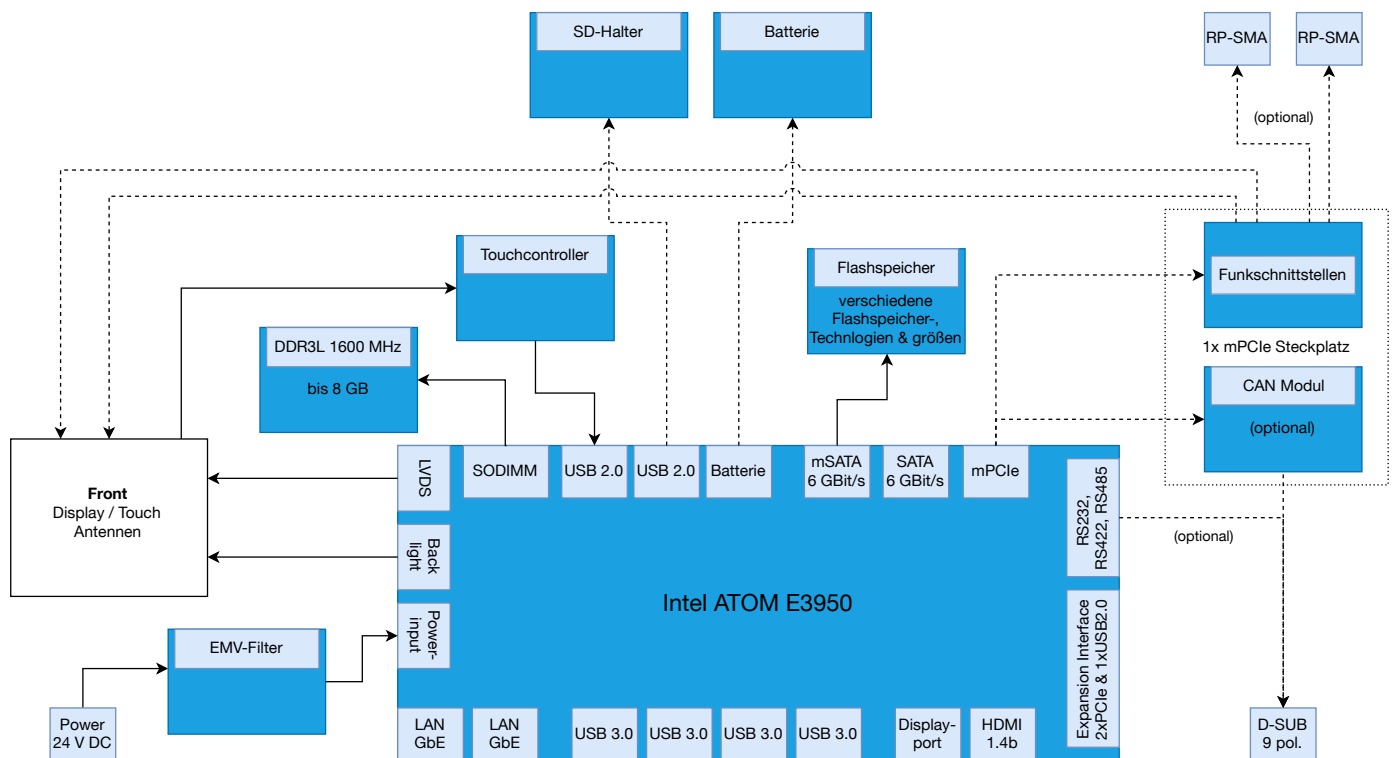 SD-Halter
Batterie
RP-SMA
RP-SMA
(optional)
Touchcontroller
Flashspeicher
verschiedene
Flashspeicher-,
Technlogien & größen
Funkschnittstellen
1x mPCIe Steckplatz
CAN Modul
(optional)
DDR3L 1600 MHz
bis 8 GB
Front
Display / Touch
Antennen
LVDS
SODIMM
USB 2.0
USB 2.0
Batterie
mSATA
6 GBit/s
SATA
6 GBit/s
mPCIe
RS232,
RS422, RS485
(optional)
Back
light
Intel ATOM E3950
Power-
input
EMV-Filter
Expansion Interface
2xPCIe & 1xUSB2.0
Power
24 V DC
LAN
GbE
LAN
GbE
USB 3.0
USB 3.0
USB 3.0
USB 3.0
Display-
port
HDMI
1.4b
D-SUB
9 pol.